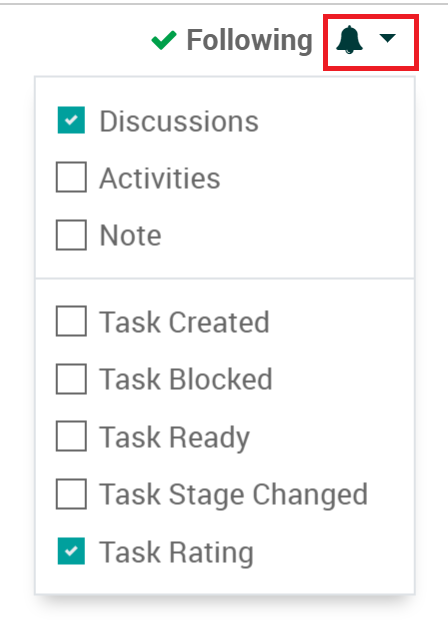 Following
Discussions
Activities
Note
Task Created
Task Blocked
Task Ready
Task Stage Changed
Task Rating